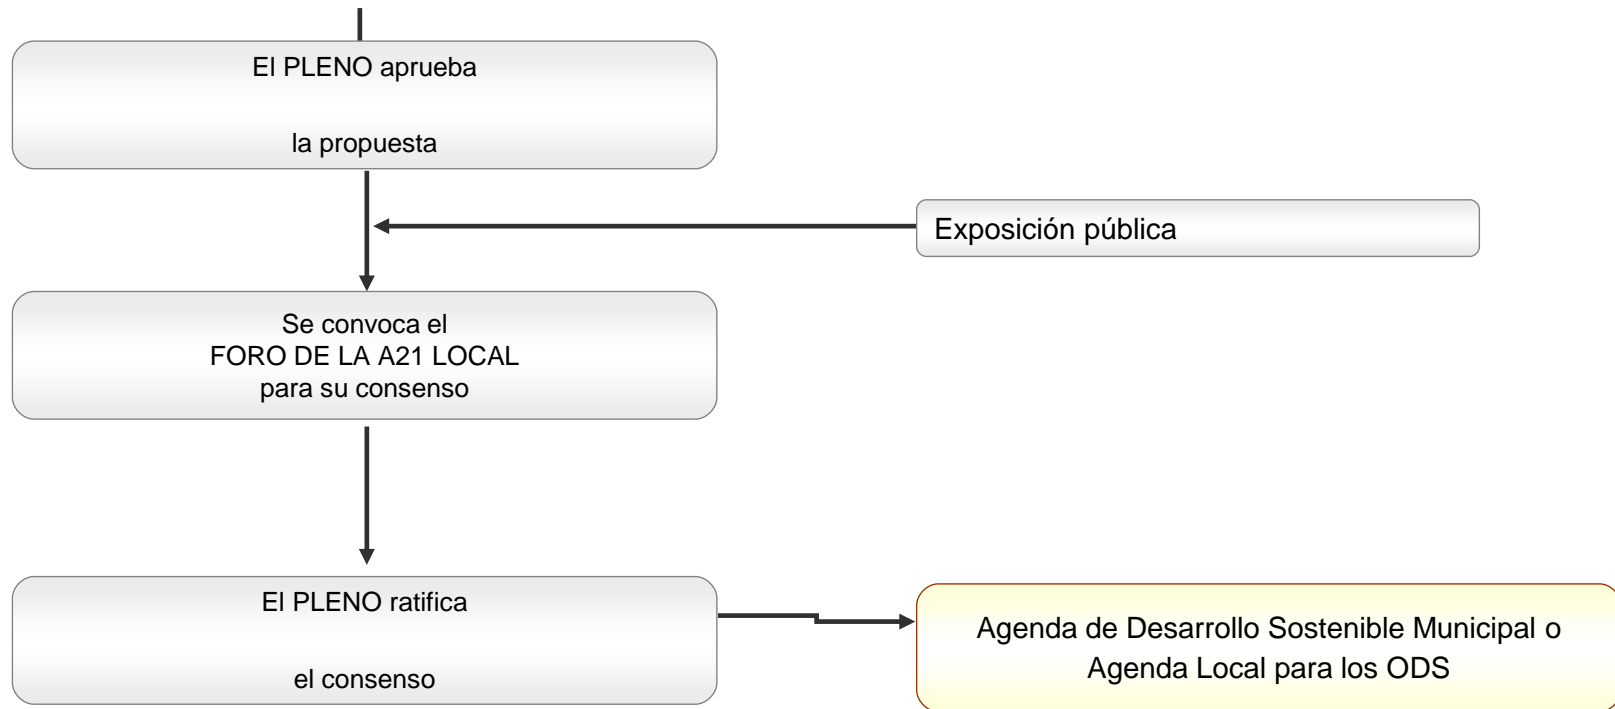 El PLENO aprueba
la propuesta
Exposición pública
Se convoca el
FORO DE LA A21 LOCAL
para su consenso
El PLENO ratifica
el consenso
Agenda de Desarrollo Sostenible Municipal o
Agenda Local para los ODS